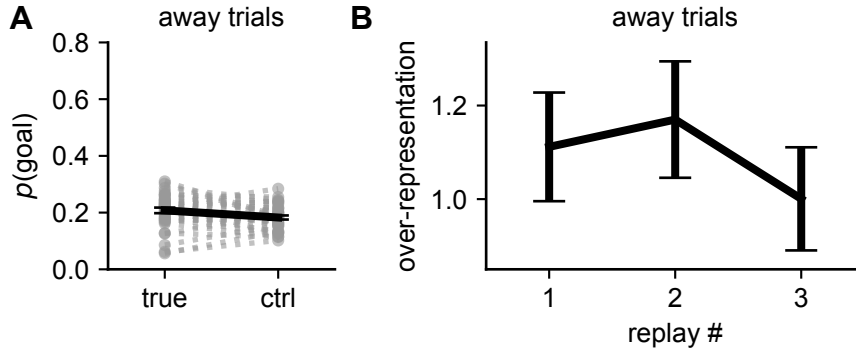 A
away trials
p(goal)
0.8
0.6
0.4
0.2
0.0
true
ctrl
B
away trials
over-representation
1.2
1.0
1
2
3
replay #